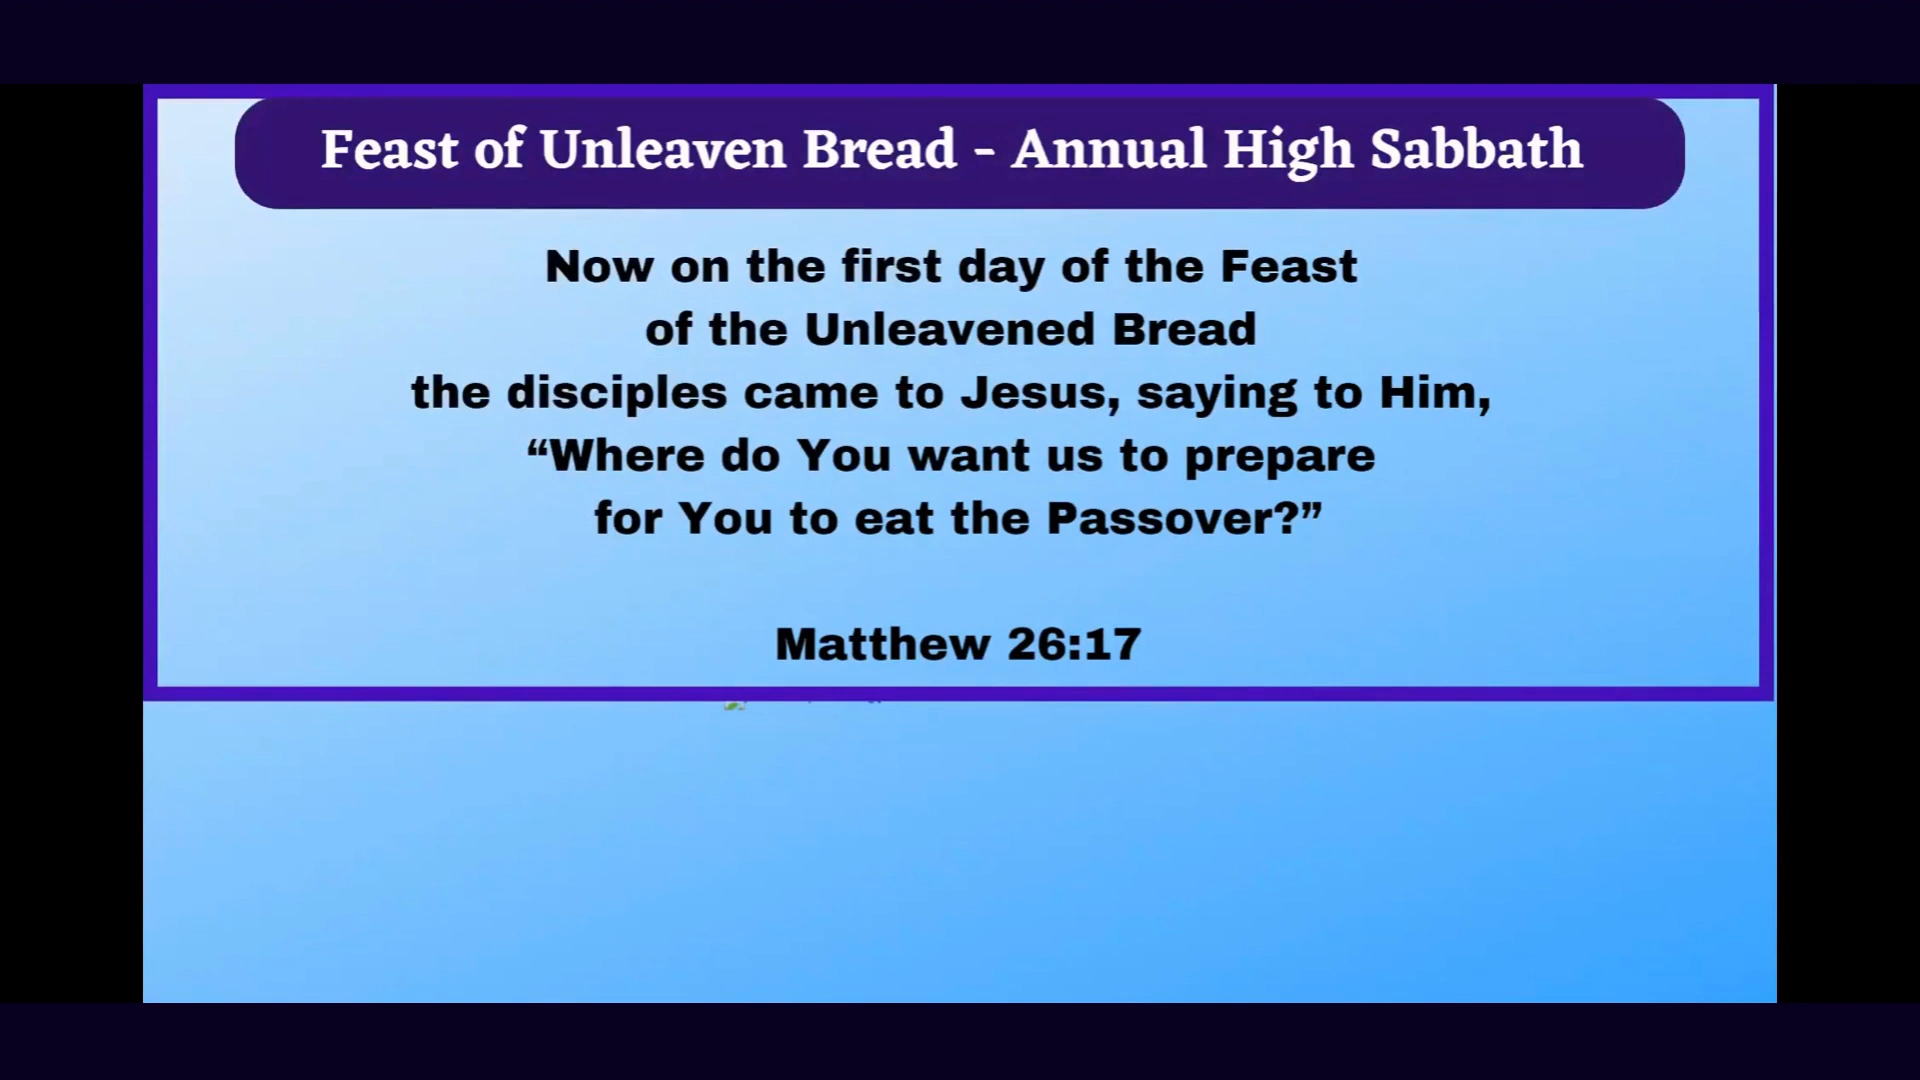 Feast of Unleaven Bread - Annual High Sabbath
Now on the first day of the Feast
of the Unleavened Bread
the disciples came to Jesus, saying to Him,
“Where do You want us to prepare
for You to eat the Passover?”
Matthew 26:17